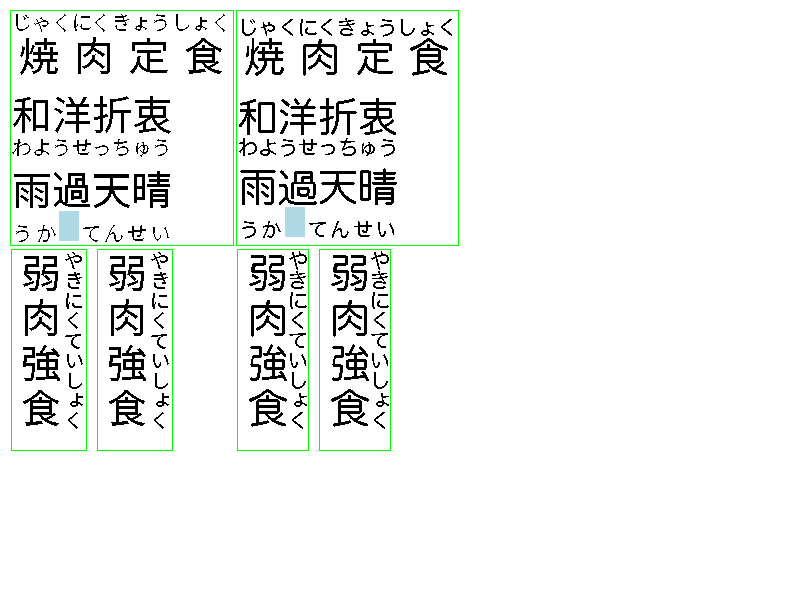 じゃくにくきょうしょく
焼肉定食
和洋折衷
わようせっちゅう
雨過天晴
うか てんせい
じゃくにくきょうしょく
焼肉定食
和洋折衷
わようせっちゅう
雨過天晴
うか てんせい
弱肉強食
やきにくていしょく
弱肉強食
やきにくていしょく
弱肉強食
やきにくていしょく
弱肉強食
やきにくていしょく